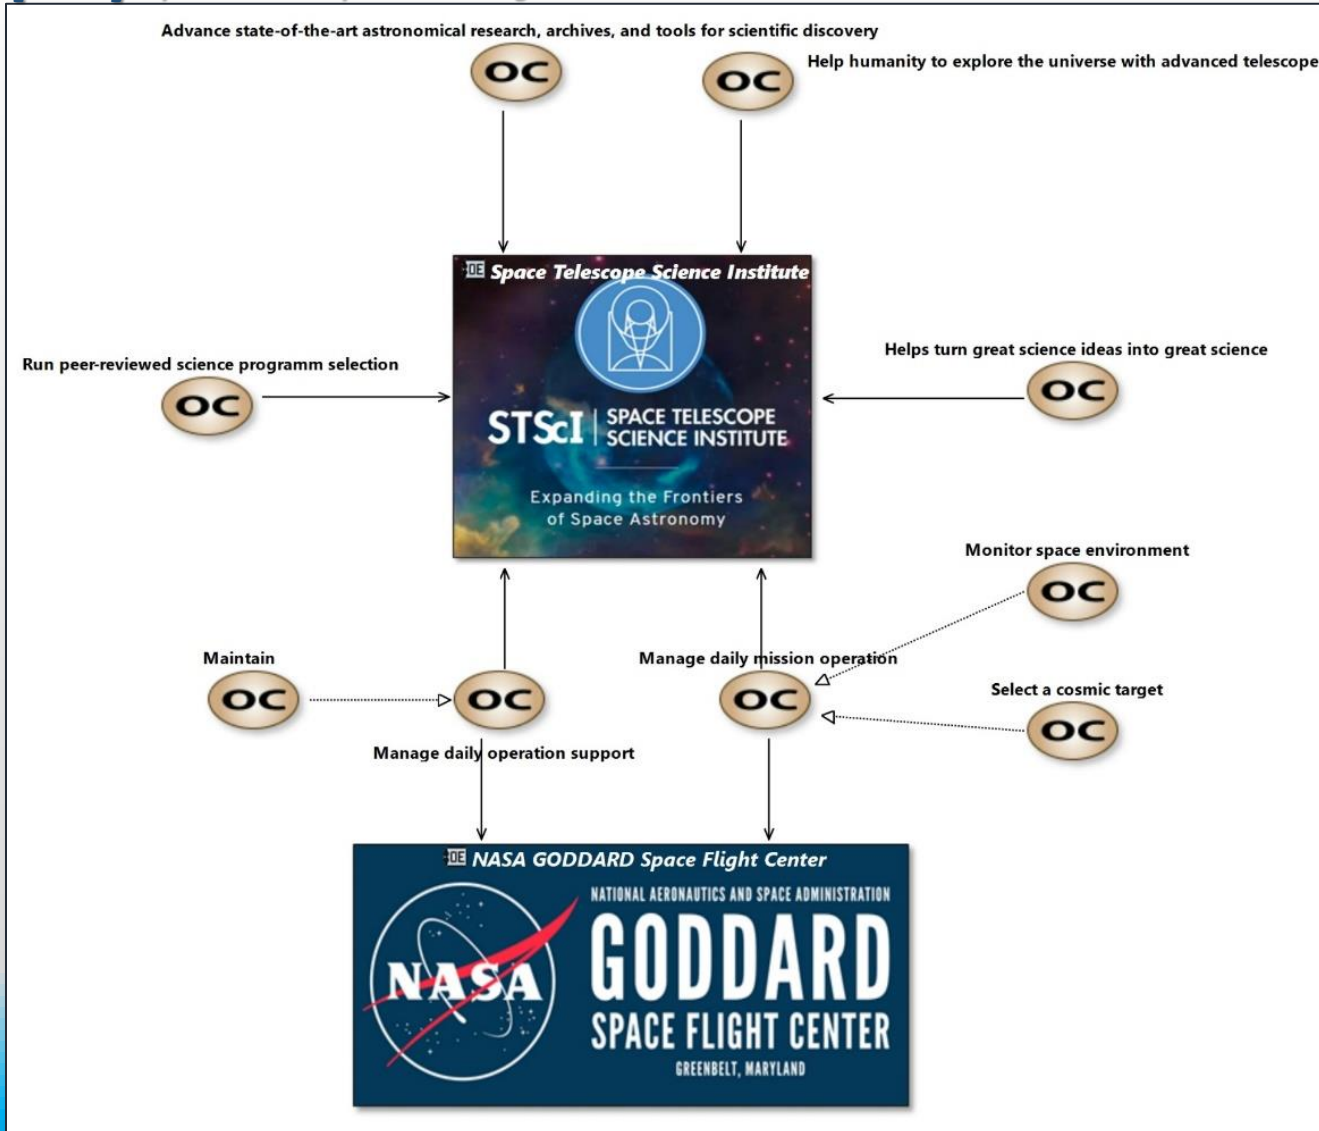 Advance state-of-the-art astronomical research, archives, and tools for scientific discovery
OC
OC
Help humanity to explore the universe with advanced telescope
OE Space Telescope Science Institute
Run peer-reviewed science programm selection
OC
Helps turn great science ideas into great science
OC
STScI | SPACE TELESCOPE
SCIENCE INSTITUTE
Expanding the Frontiers
of Space Astronomy
Monitor space environment
OC
Maintain
OC
OC
Manage daily operation support
Manage daily mission operation
OC
Select a cosmic target
OC
OE NASA GODDARD Space Flight Center
NASA
NATIONAL AERONAUTICS AND SPACE ADMINISTRATION
GODDARD
SPACE FLIGHT CENTER
GREENBELT, MARYLAND